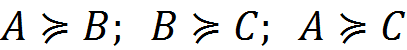 A ≽ B; B ≽ C; A ≽ C